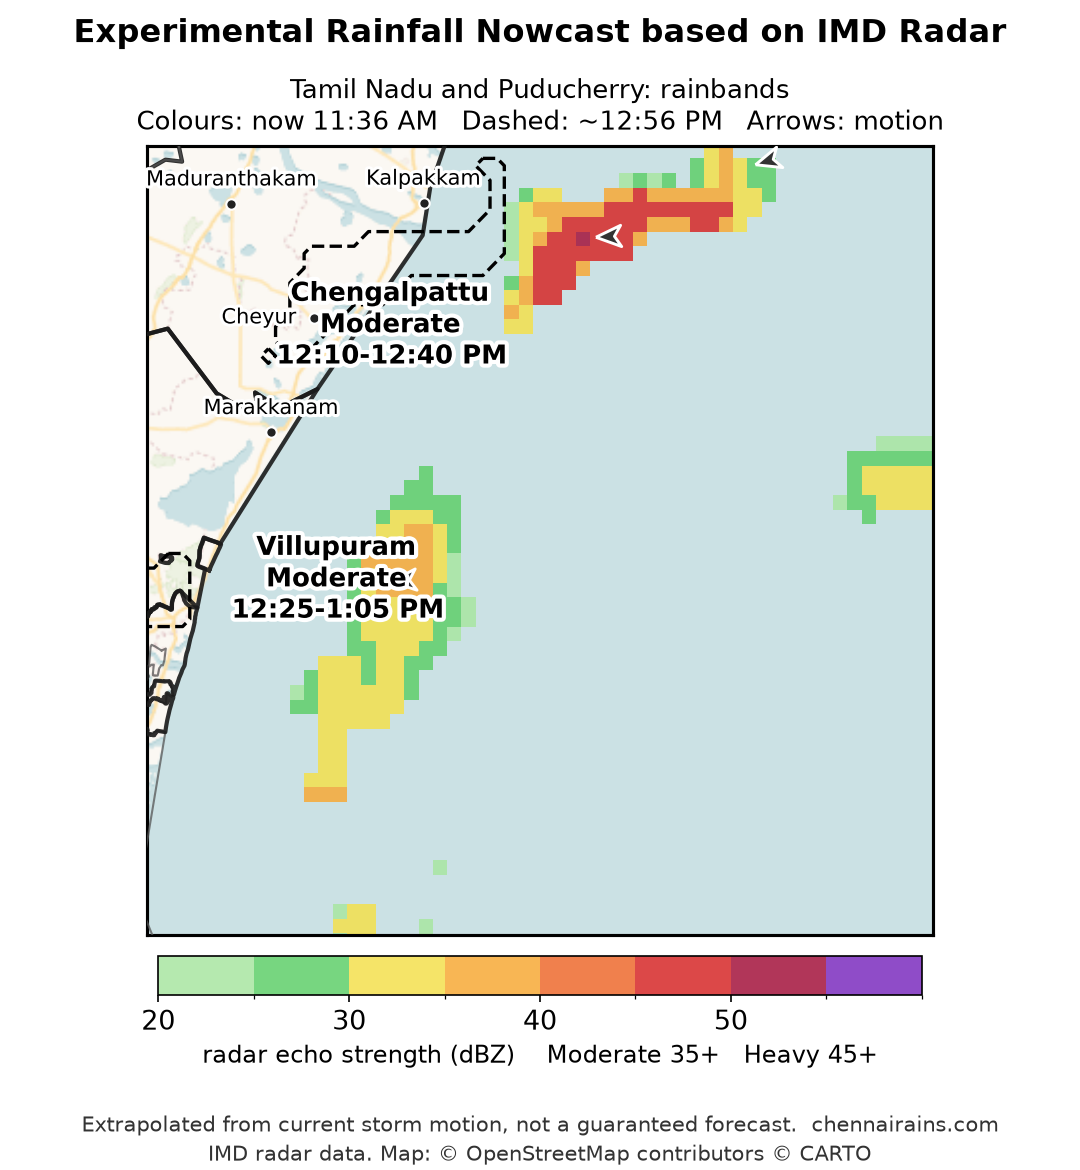 Experimental Rainfall Nowcast based on IMD Radar
Tamil Nadu and Puducherry: rainbands
Colours: now 11:36 AM   Dashed: ~12:56 PM   Arrows: motion
Maduranthakam
Kalpakkam
Chengalpattu
Moderate
12:10-12:40 PM
Cheyur
Marakkanam
Villupuram
Moderate
12:25-1:05 PM
20 30 40 50
radar echo strength (dBZ)    Moderate 35+   Heavy 45+
Extrapolated from current storm motion, not a guaranteed forecast.  chennairains.com
IMD radar data. Map: © OpenStreetMap contributors © CARTO